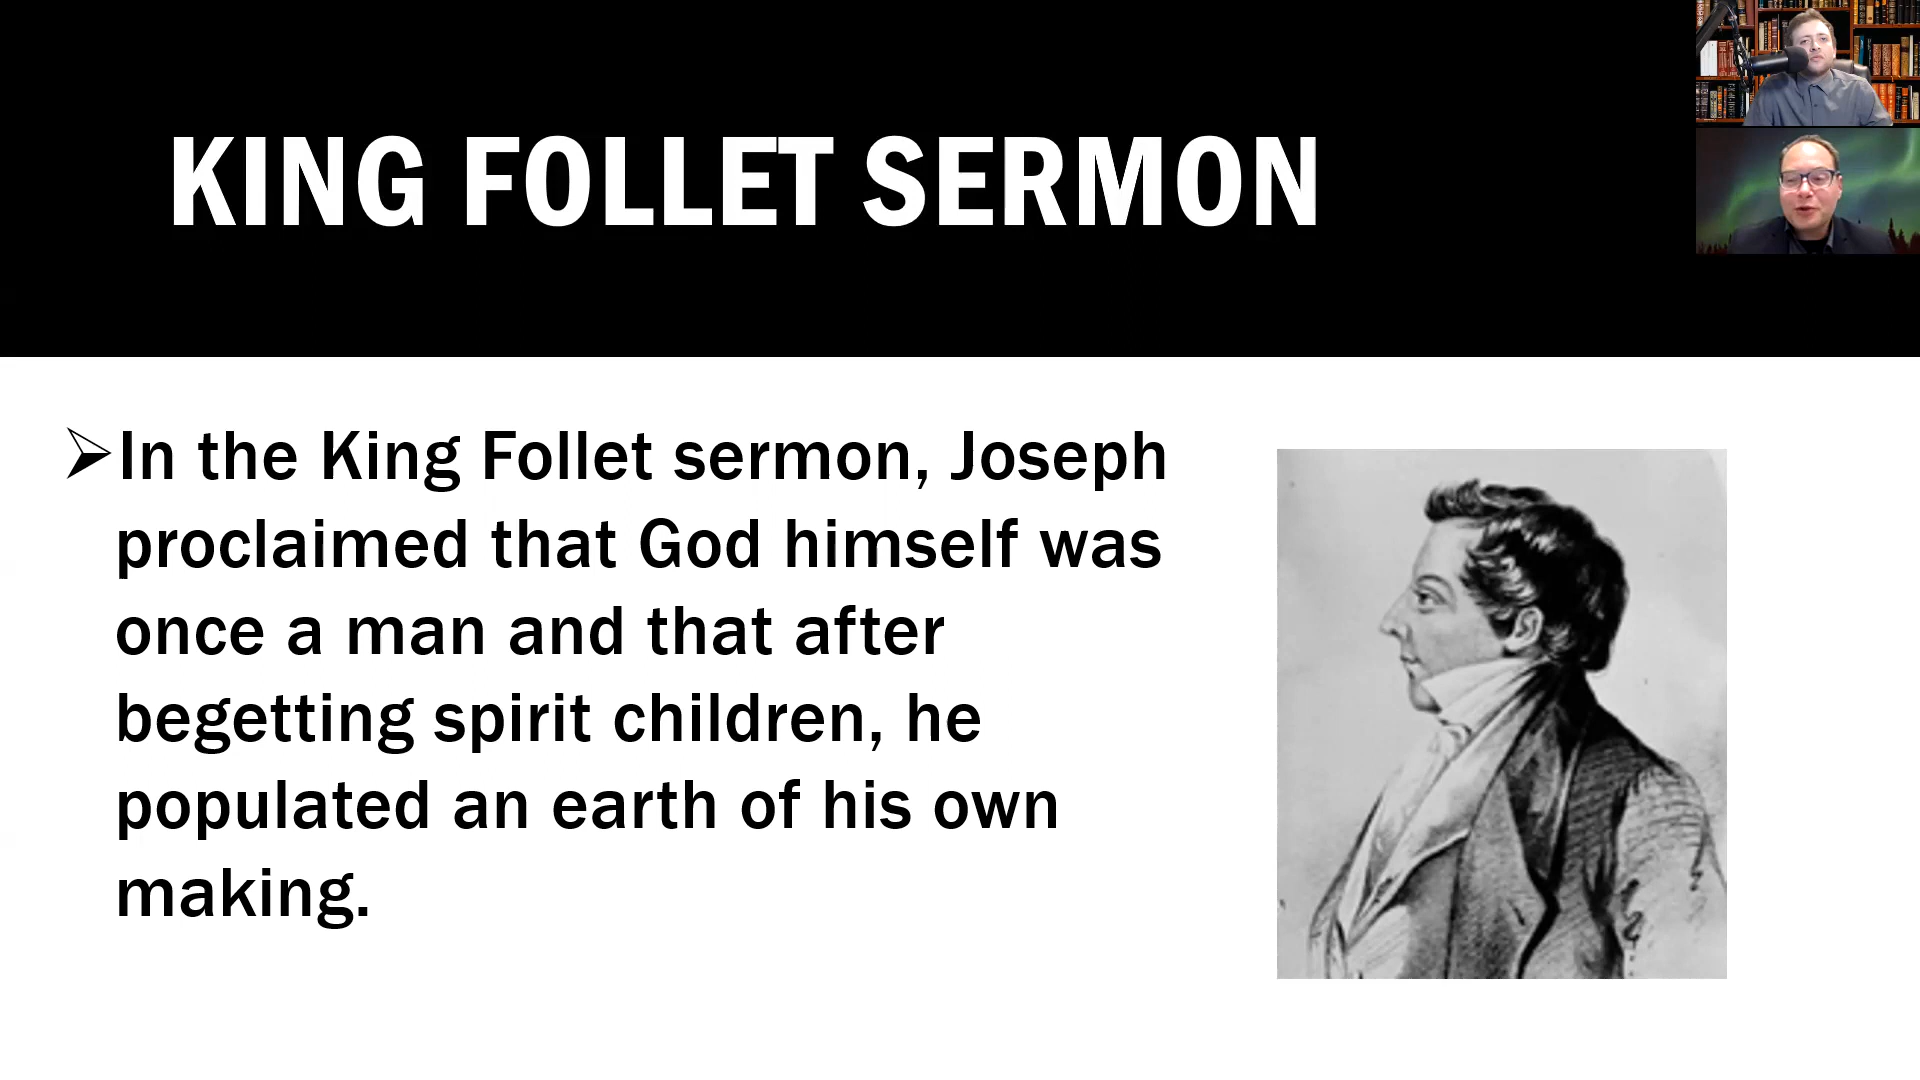 KING FOLLET SERMON
In the King Follet sermon, Joseph
proclaimed that God himself was
once a man and that after
begetting spirit children, he
populated an earth of his own
making.